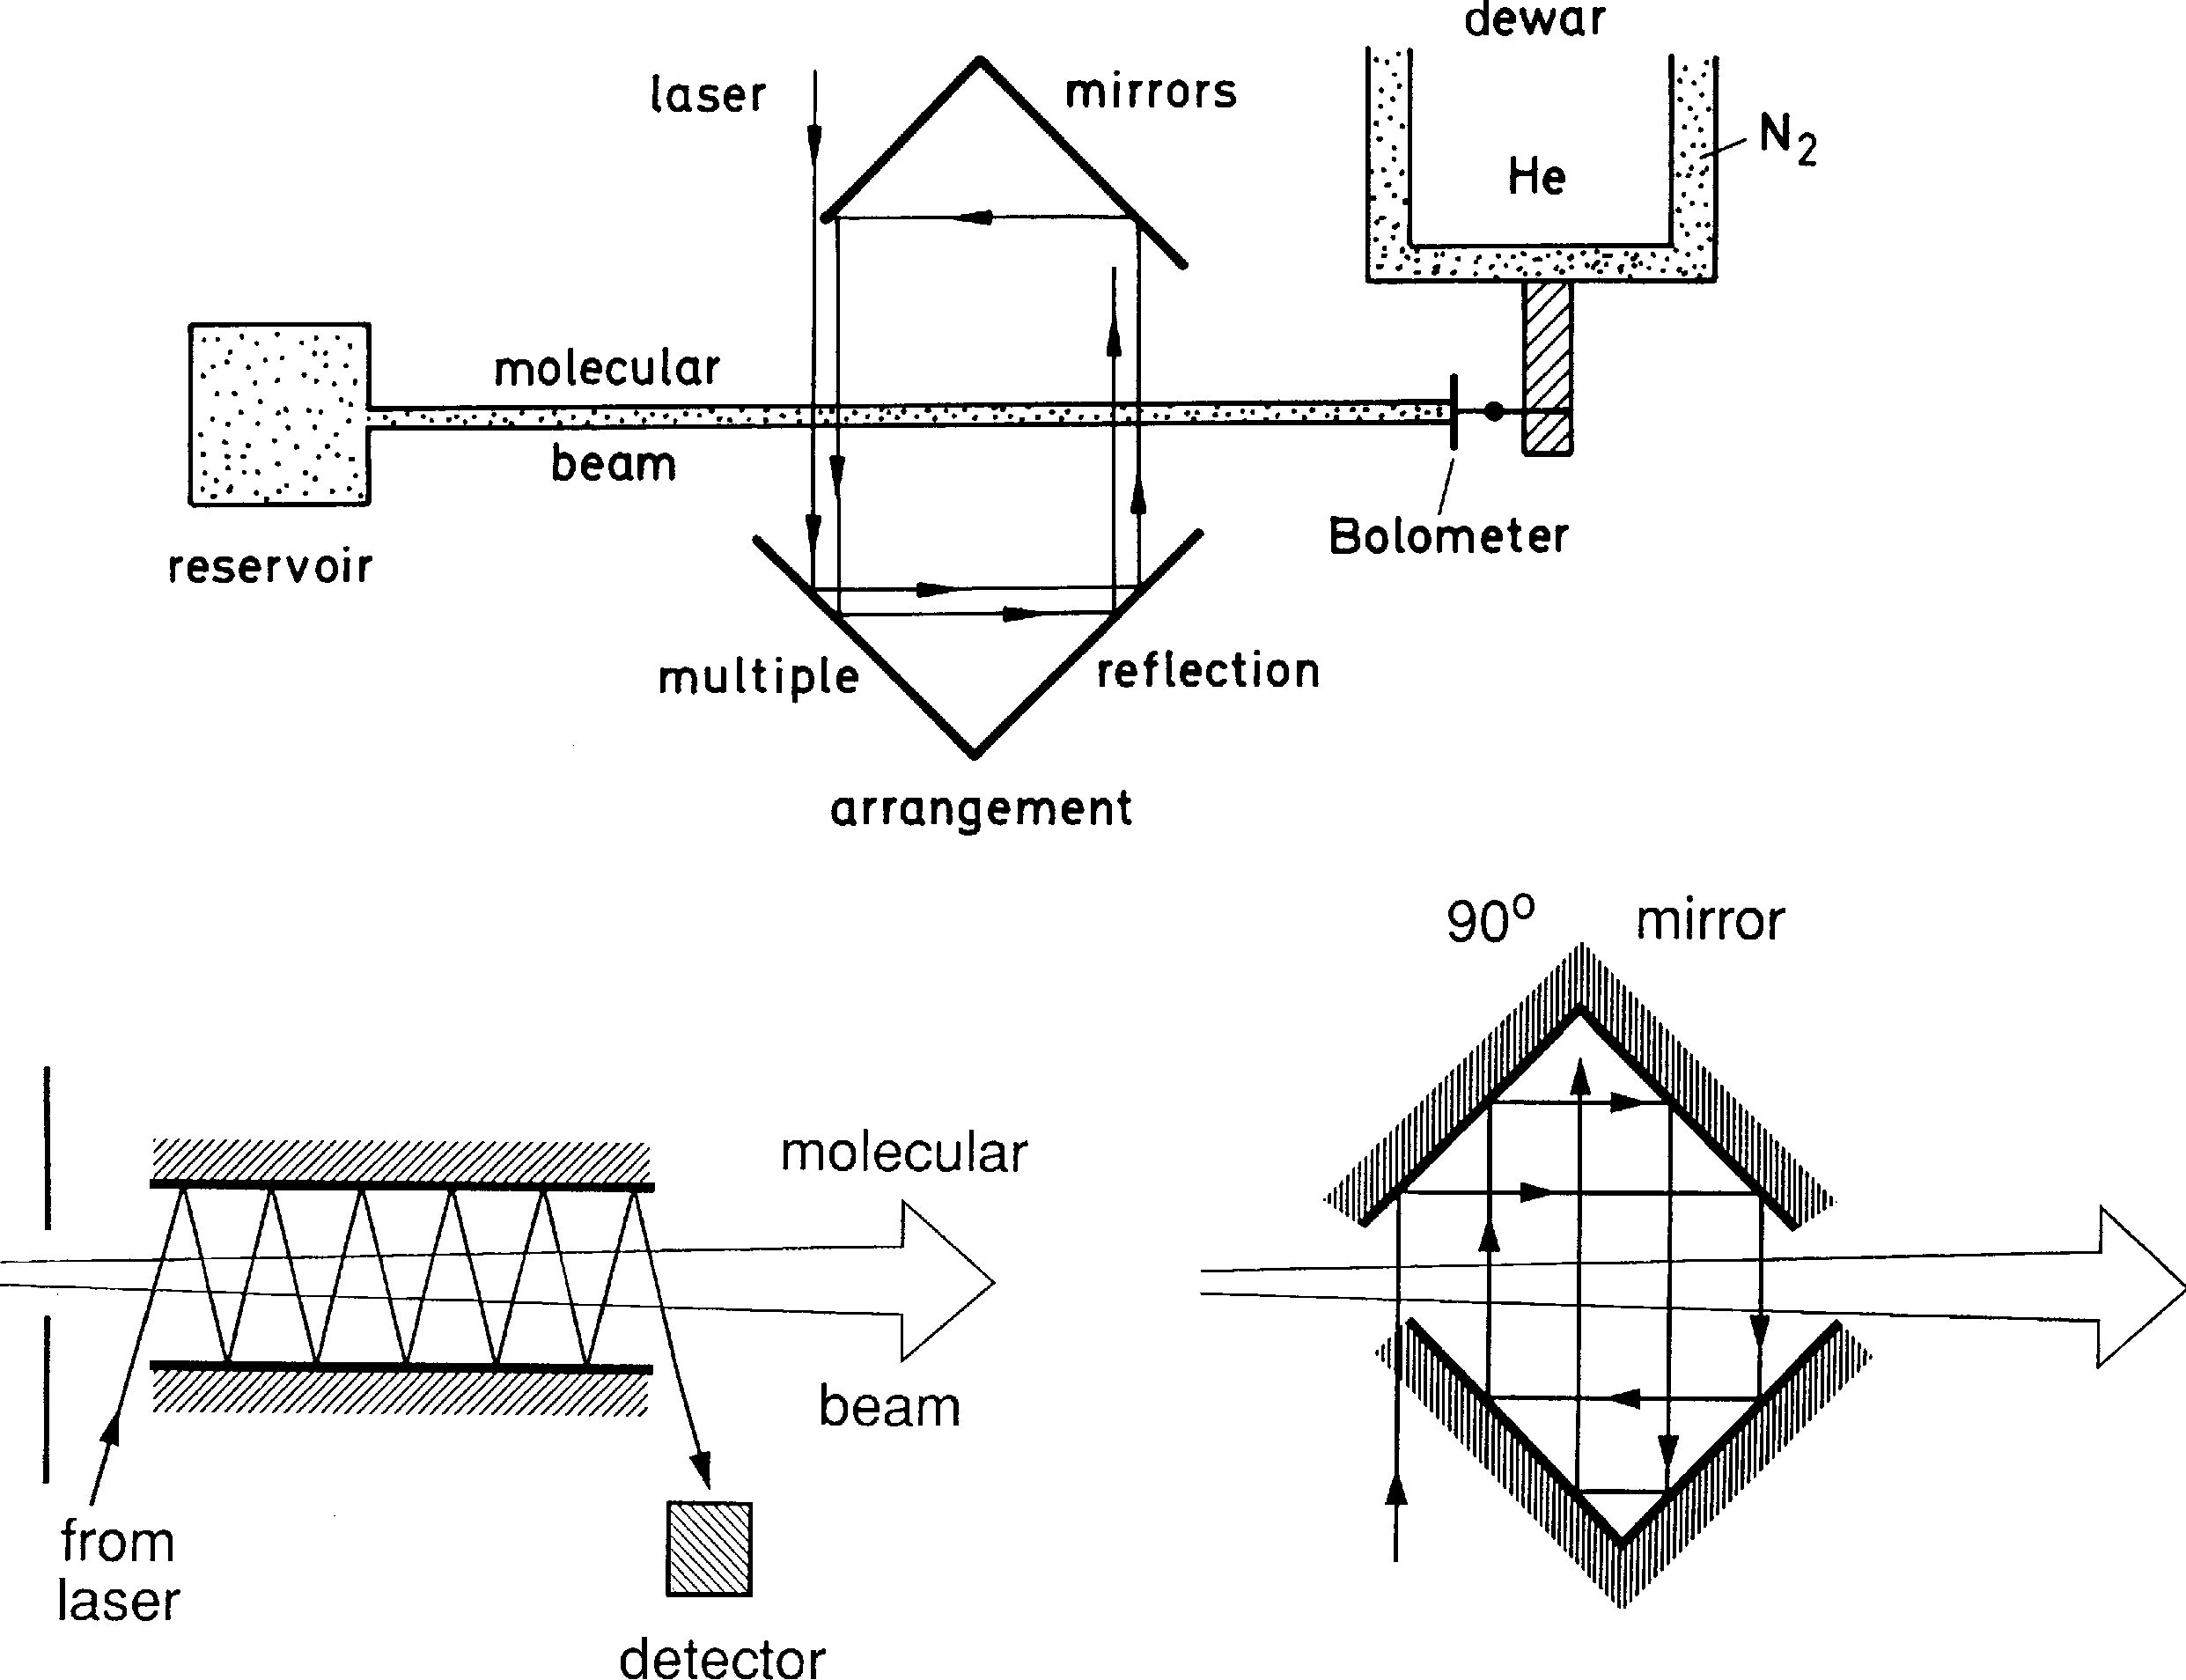 dewar
laser
mirrors
N₂
He
molecular
beam
reservoir
Bolometer
multiple
reflection
arrangement
90° mirror
molecular
beam
from
laser
detector